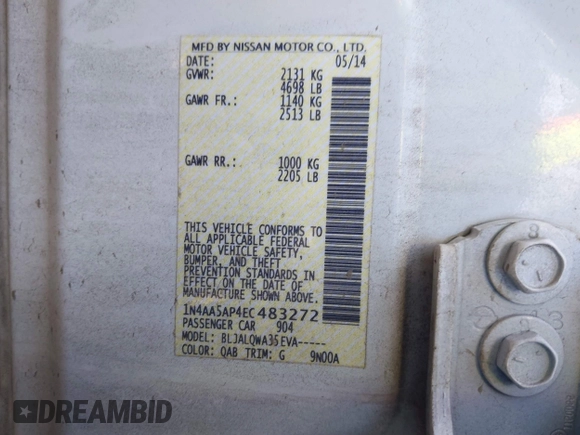 MFD BY NISSAN MOTOR CO., LTD.
DATE: 05/14
GVWR: 2131 KG
4698 LB
GAWR FR.: 1140 KG
2513 LB
GAWR RR.: 1000 KG
2205 LB
THIS VEHICLE CONFORMS TO
ALL APPLICABLE FEDERAL
MOTOR VEHICLE SAFETY,
BUMPER, AND THEFT
PREVENTION STANDARDS IN
EFFECT ON THE DATE OF
MANUFACTURE SHOWN ABOVE.
1N4AA5AP4EC483272
PASSENGER CAR 904
MODEL: BLJALQWA35EVA-----
COLOR: QAB TRIM: G 9N00A
8
DREAMBID